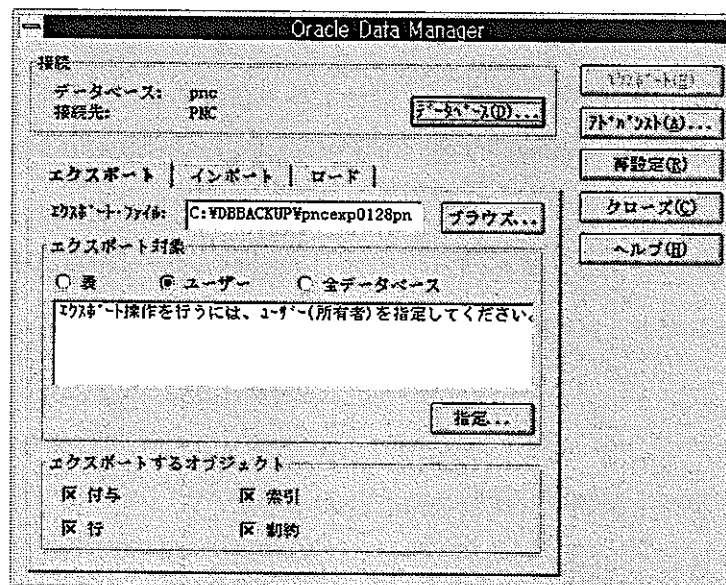 Oracle Data Manager
接続
データベース: pnc
接続先: PNC
データベース(D)...
エクスポート(E)
アドバンスト(A)...
再設定(R)
クローズ(C)
ヘルプ(H)
エクスポート インポート ロード
エクスポート・ファイル: C:¥DBBACKUP¥pncexp0128pn
ブラウズ...
エクスポート対象
表 ユーザー 全データベース
エクスポート操作を行うには、ユーザー(所有者)を指定してください。
指定...
エクスポートするオブジェクト
付与 索引
行 制約